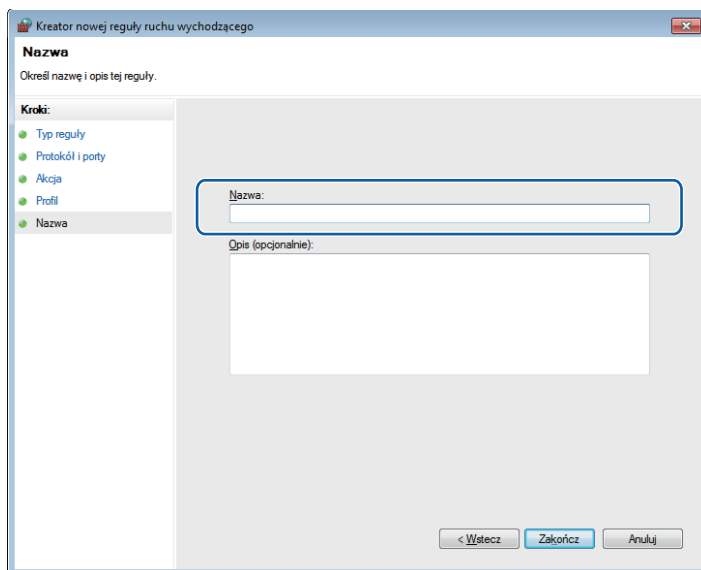 Kreator nowej reguły ruchu wychodzącego
Nazwa
Określ nazwę i opis tej reguły.
Kroki:
Typ reguły
Protokół i porty
Akcja
Profil
Nazwa
Nazwa:
Opis (opcjonalnie):
< Wstecz
Zakończ
Anuluj